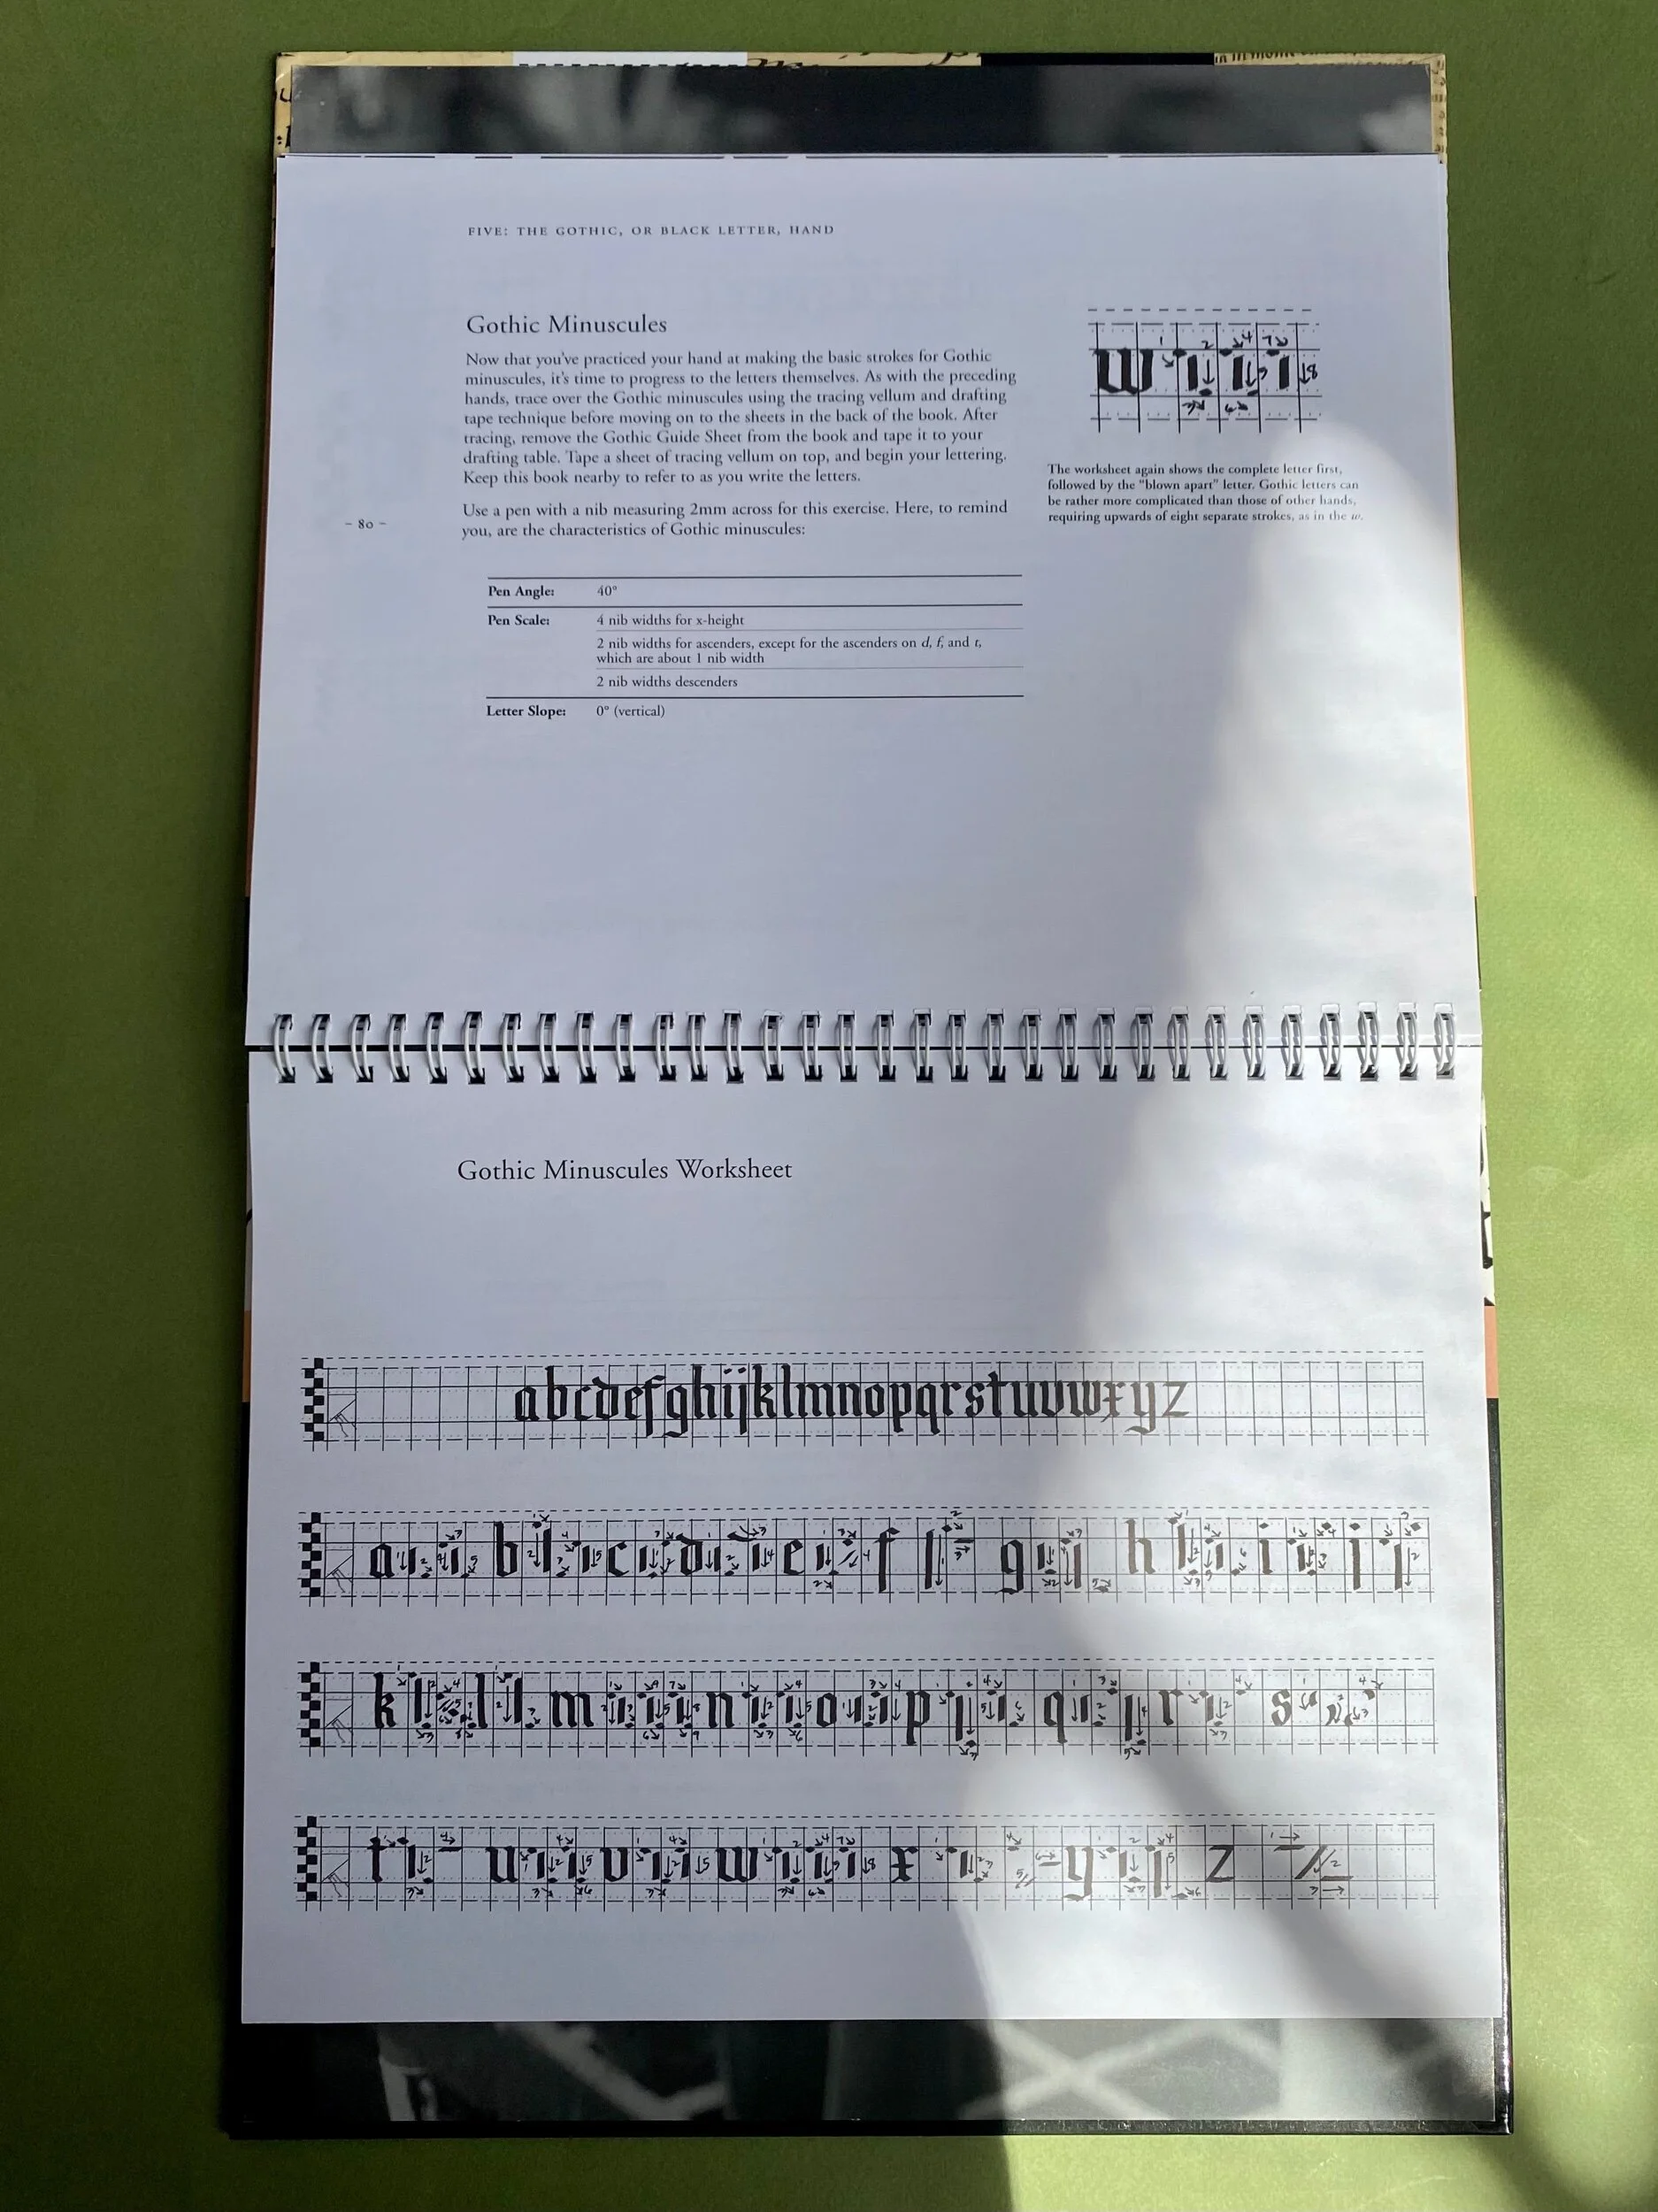 FIVE: THE GOTHIC, OR BLACK LETTER, HAND
Gothic Minuscules
Now that you've practiced your hand at making the basic strokes for Gothic
minuscules, it's time to progress to the letters themselves. As with the preceding
hands, trace over the Gothic minuscules using the tracing vellum and drafting
tape technique before moving on to the sheets in the back of the book. After
tracing, remove the Gothic Guide Sheet from the book and tape it to your
drafting table. Tape a sheet of tracing vellum on top, and begin your lettering.
Keep this book nearby to refer to as you write the letters.
Use a pen with a nib measuring 2mm across for this exercise. Here, to remind
you, are the characteristics of Gothic minuscules:
– 80 –
w
The worksheet again shows the complete letter first,
followed by the "blown apart" letter. Gothic letters can
be rather more complicated than those of other hands,
requiring upwards of eight separate strokes, as in the w.
Pen Angle: 40°
Pen Scale: 4 nib widths for x-height
2 nib widths for ascenders, except for the ascenders on d, f, and t,
which are about 1 nib width
2 nib widths descenders
Letter Slope: 0° (vertical)
Gothic Minuscules Worksheet
abcdefghijklmnopqrstuvwxyz
a b c d e f g h i j
k l m n o p q r s
t u v w x y z